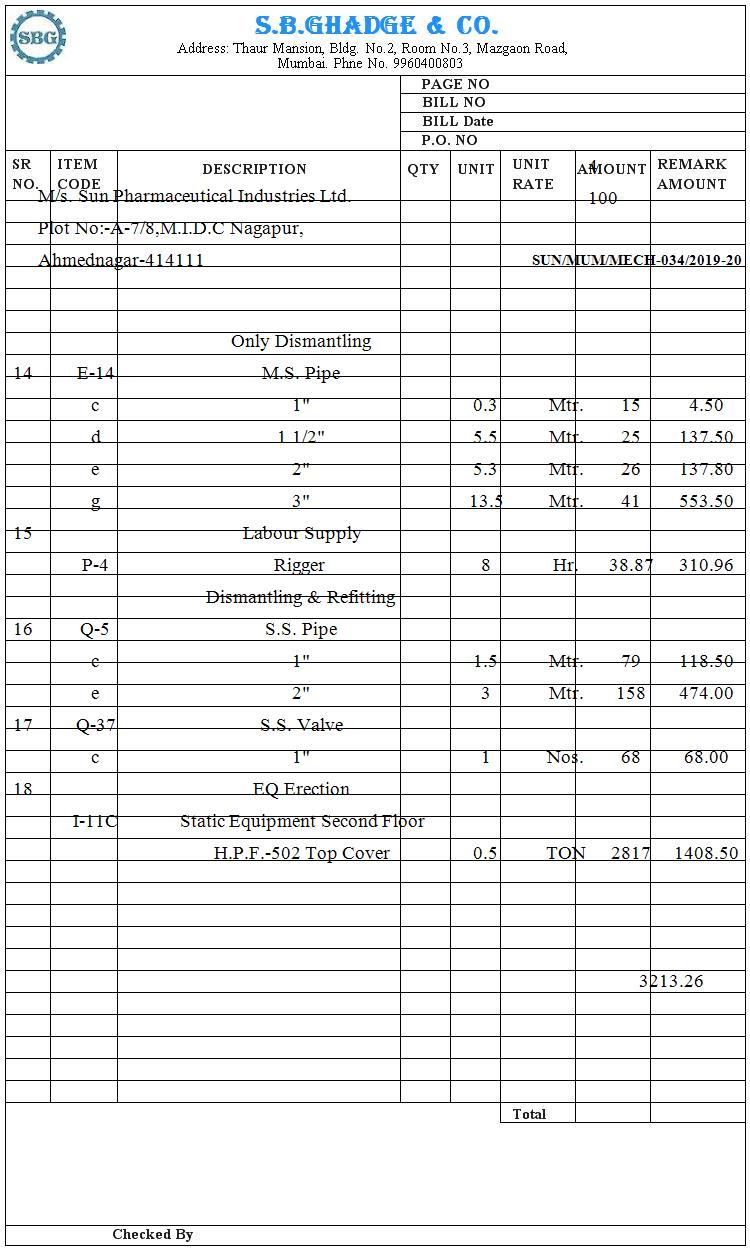 SBG
S.B.GHADGE & CO.
Address: Thaur Mansion, Bldg. No.2, Room No.3, Mazgaon Road,
Mumbai. Phne No. 9960400803
PAGE NO
BILL NO
BILL Date
P.O. NO
SR NO. ITEM CODE DESCRIPTION QTY UNIT UNIT RATE AMOUNT REMARK AMOUNT
4
M/s. Sun Pharmaceutical Industries Ltd. 100
Plot No:-A-7/8,M.I.D.C Nagapur,
Ahmednagar-414111 SUN/MUM/MECH-034/2019-20
Only Dismantling
14 E-14 M.S. Pipe
c 1" 0.3 Mtr. 15 4.50
d 1 1/2" 5.5 Mtr. 25 137.50
e 2" 5.3 Mtr. 26 137.80
g 3" 13.5 Mtr. 41 553.50
15 Labour Supply
P-4 Rigger 8 Hr. 38.87 310.96
Dismantling & Refitting
16 Q-5 S.S. Pipe
c 1" 1.5 Mtr. 79 118.50
e 2" 3 Mtr. 158 474.00
17 Q-37 S.S. Valve
c 1" 1 Nos. 68 68.00
18 EQ Erection
I-11C Static Equipment Second Floor
H.P.F.-502 Top Cover 0.5 TON 2817 1408.50
3213.26
Total
Checked By